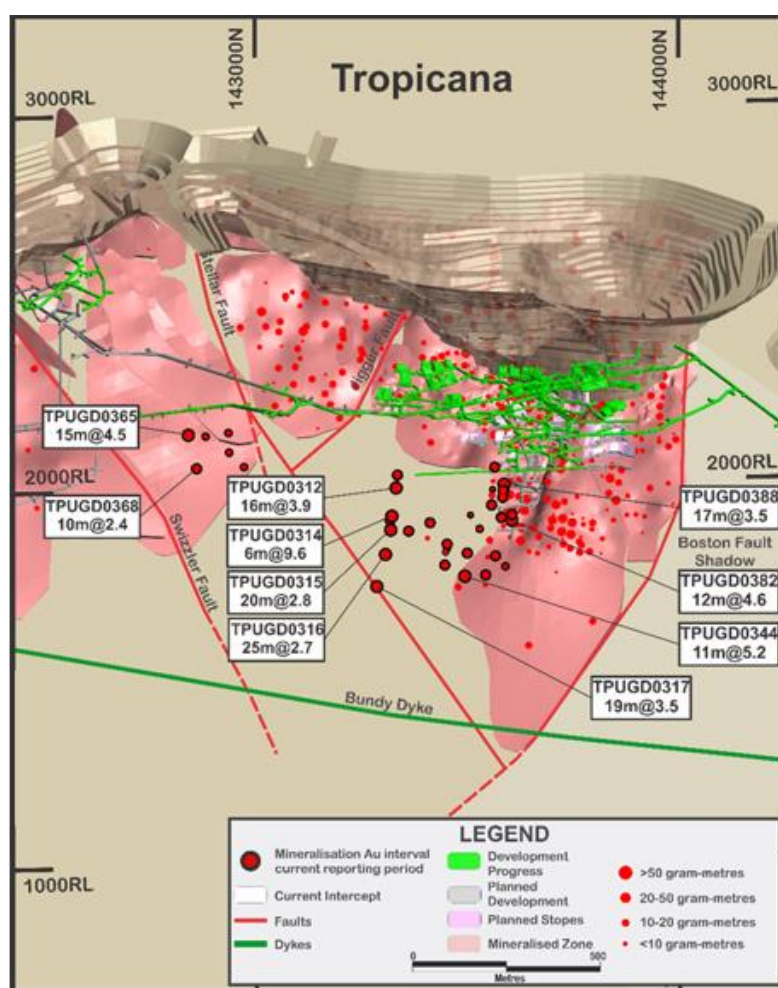 143000N
144000N
Tropicana
3000RL
3000RL
Stellar Fault
Jiggler Fault
TPUGD0365
15m@4.5
2000RL
2000RL
TPUGD0368
10m@2.4
TPUGD0312
16m@3.9
TPUGD0388
17m@3.5
TPUGD0314
6m@9.6
Swizzler Fault
Boston Fault
Shadow
TPUGD0315
20m@2.8
TPUGD0382
12m@4.6
TPUGD0316
25m@2.7
TPUGD0344
11m@5.2
TPUGD0317
19m@3.5
Bundy Dyke
1000RL
LEGEND
Mineralisation Au interval
current reporting period
Current Intercept
Faults
Dykes
Development
Progress
Planned
Development
Planned Stopes
Mineralised Zone
>50 gram-metres
20-50 gram-metres
10-20 gram-metres
<10 gram-metres
0
500
Metres